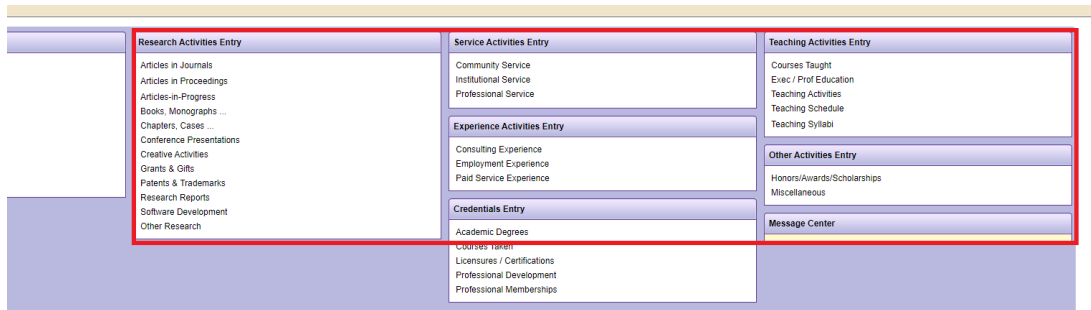 Research Activities Entry
Articles in Journals
Articles in Proceedings
Articles-in-Progress
Books, Monographs ...
Chapters, Cases ...
Conference Presentations
Creative Activities
Grants & Gifts
Patents & Trademarks
Research Reports
Software Development
Other Research
Service Activities Entry
Community Service
Institutional Service
Professional Service
Experience Activities Entry
Consulting Experience
Employment Experience
Paid Service Experience
Credentials Entry
Academic Degrees
Courses Taken
Licensures / Certifications
Professional Development
Professional Memberships
Teaching Activities Entry
Courses Taught
Exec / Prof Education
Teaching Activities
Teaching Schedule
Teaching Syllabi
Other Activities Entry
Honors/Awards/Scholarships
Miscellaneous
Message Center